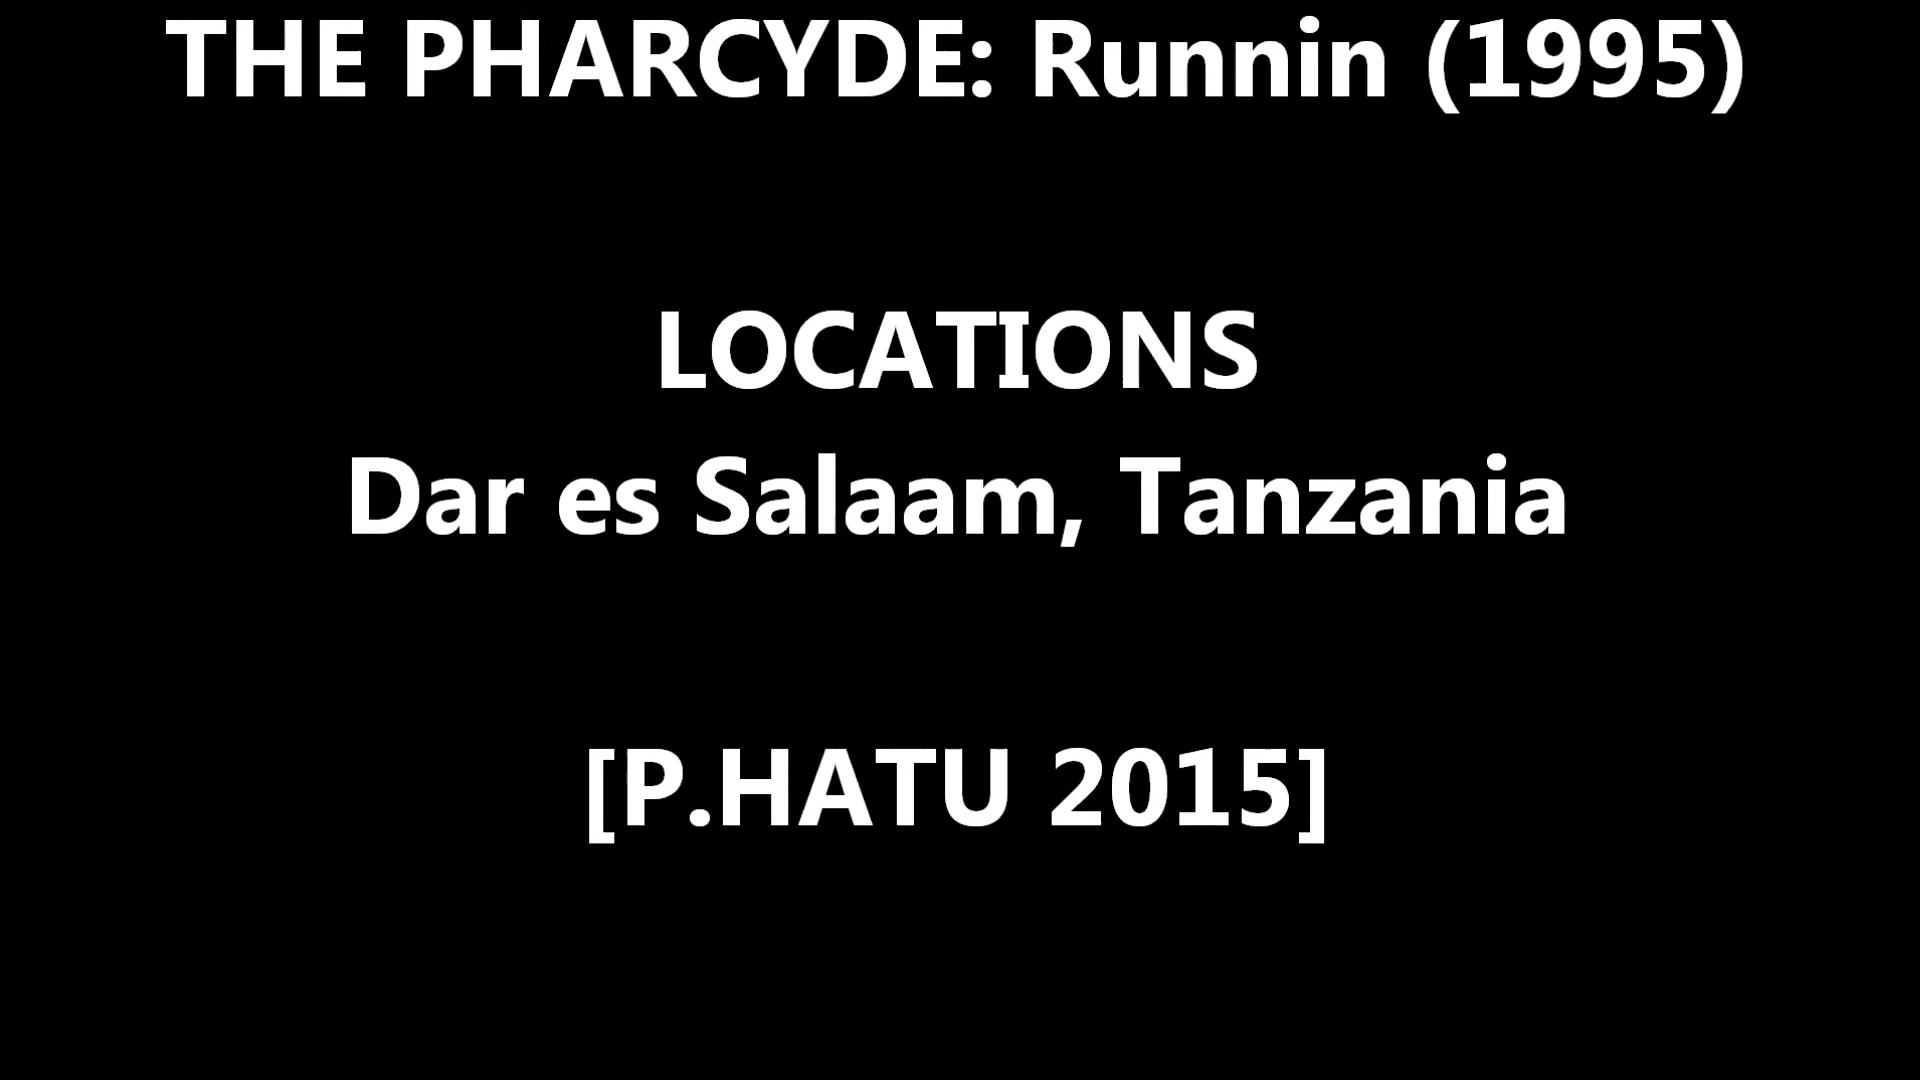 THE PHARCYDE: Runnin (1995)
LOCATIONS
Dar es Salaam, Tanzania
[P.HATU 2015]